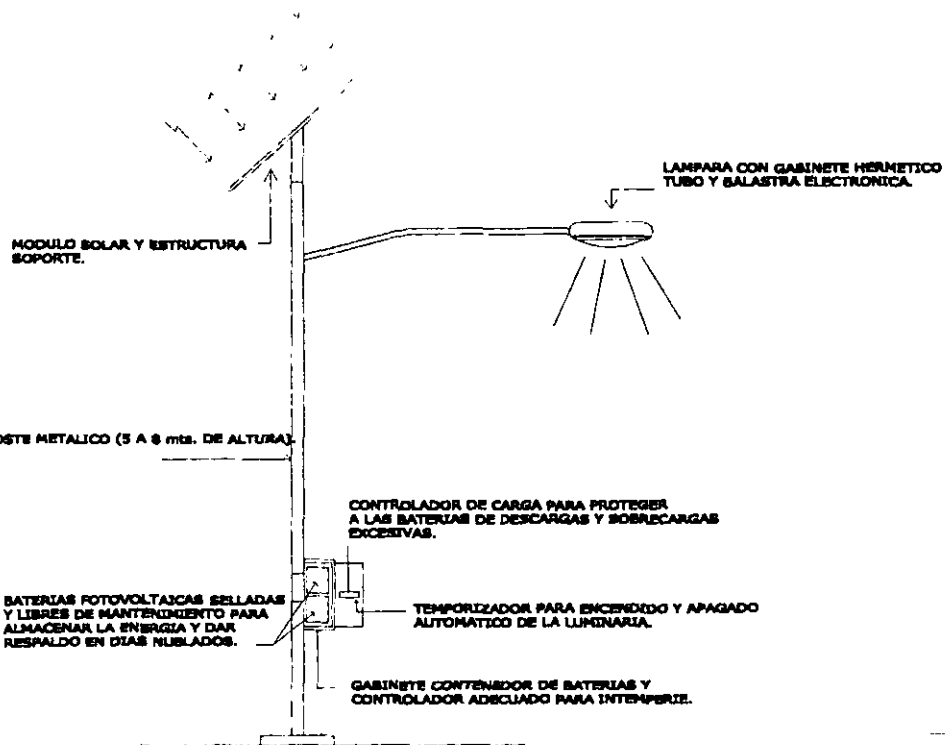 LAMPARA CON GABINETE HERMETICO
TUBO Y BALASTRA ELECTRONICA.
MODULO SOLAR Y ESTRUCTURA
SOPORTE.
OSTE METALICO (5 A 8 mts. DE ALTURA).
CONTROLADOR DE CARGA PARA PROTEGER
A LAS BATERIAS DE DESCARGAS Y SOBRECARGAS
EXCESIVAS.
BATERIAS FOTOVOLTAICAS SELLADAS
Y LIBRES DE MANTENIMIENTO PARA
ALMACENAR LA ENERGIA Y DAR
RESPALDO EN DIAS NUBLADOS.
TEMPORIZADOR PARA ENCENDIDO Y APAGADO
AUTOMATICO DE LA LUMINARIA.
GABINETE CONTENEDOR DE BATERIAS Y
CONTROLADOR ADECUADO PARA INTEMPERIE.